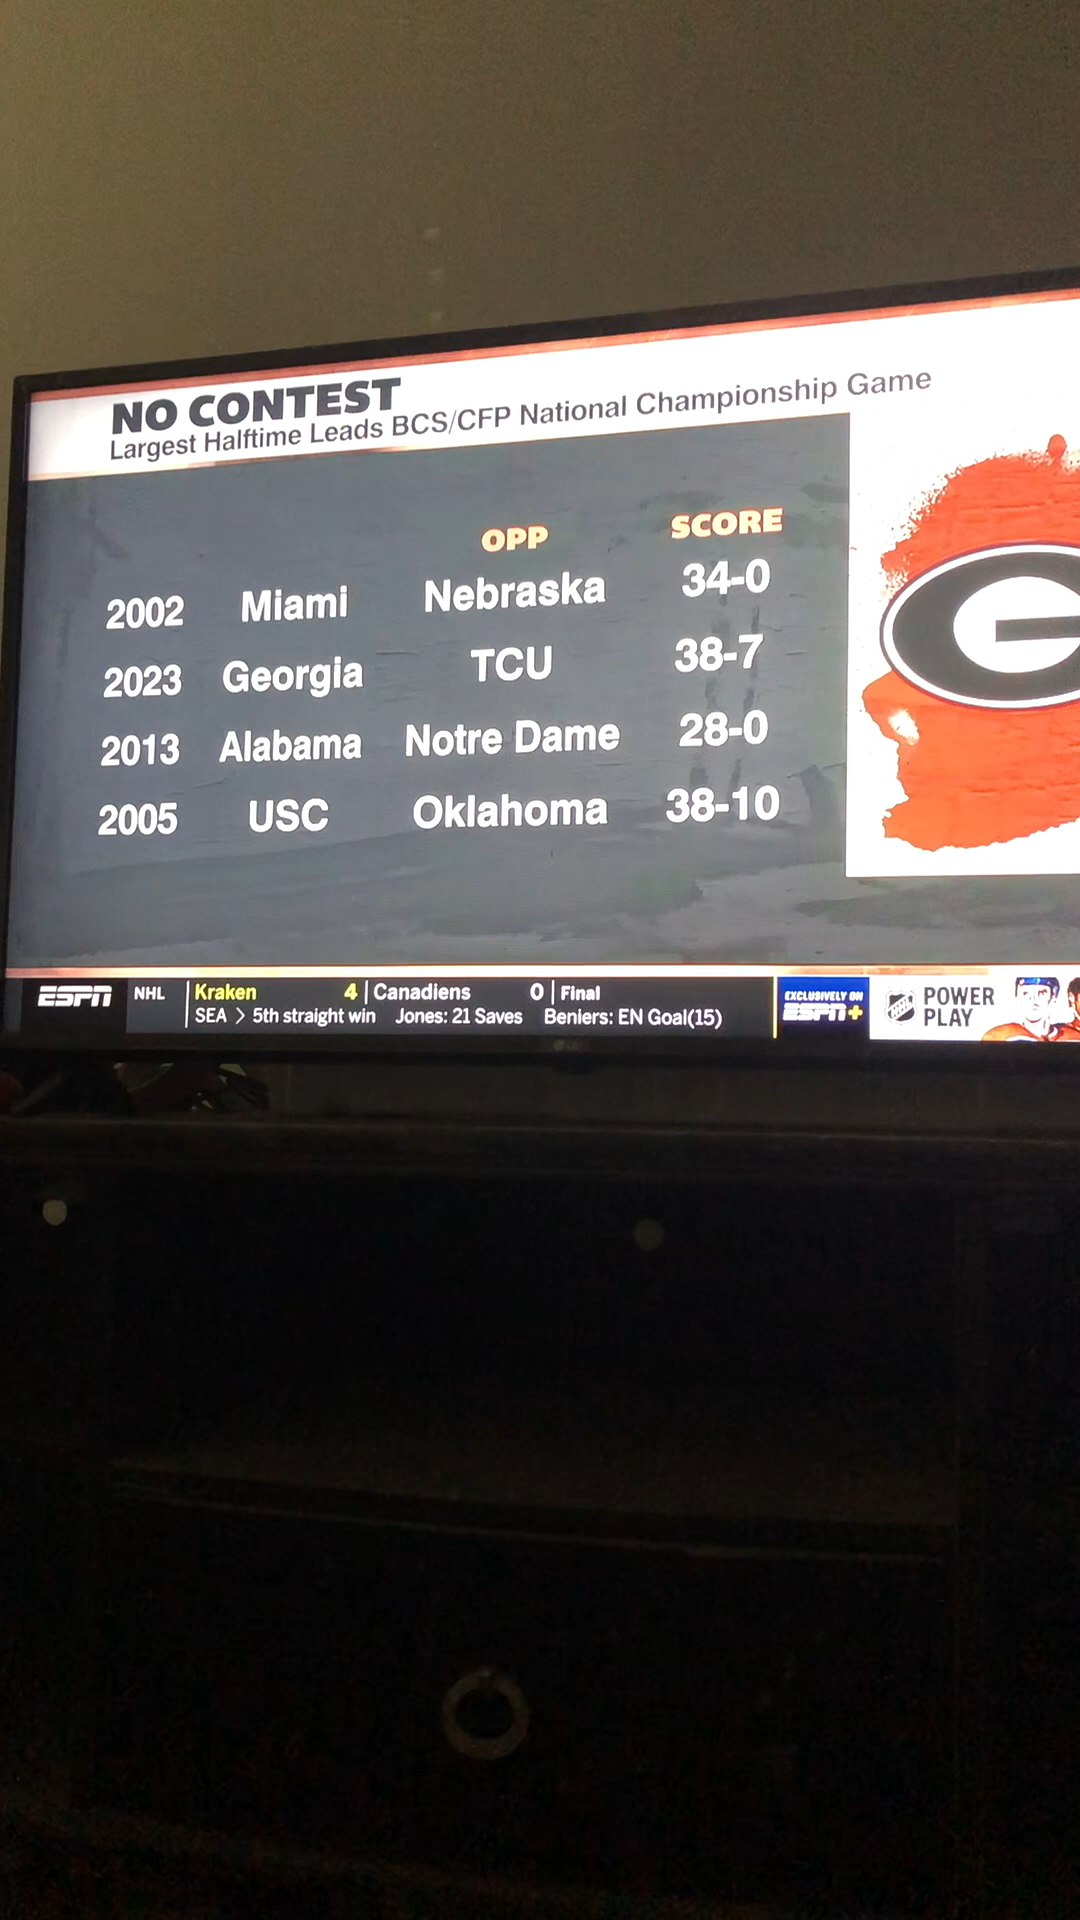 NO CONTEST
Largest Halftime Leads BCS/CFP National Championship Game
OPP SCORE
2002 Miami Nebraska 34-0
2023 Georgia TCU 38-7
2013 Alabama Notre Dame 28-0
2005 USC Oklahoma 38-10
G
ESPN NHL Kraken 4 Canadiens 0 Final
SEA > 5th straight win Jones: 21 Saves Beniers: EN Goal(15)
EXCLUSIVELY ON
ESPN+
NHL
POWER
PLAY
LG